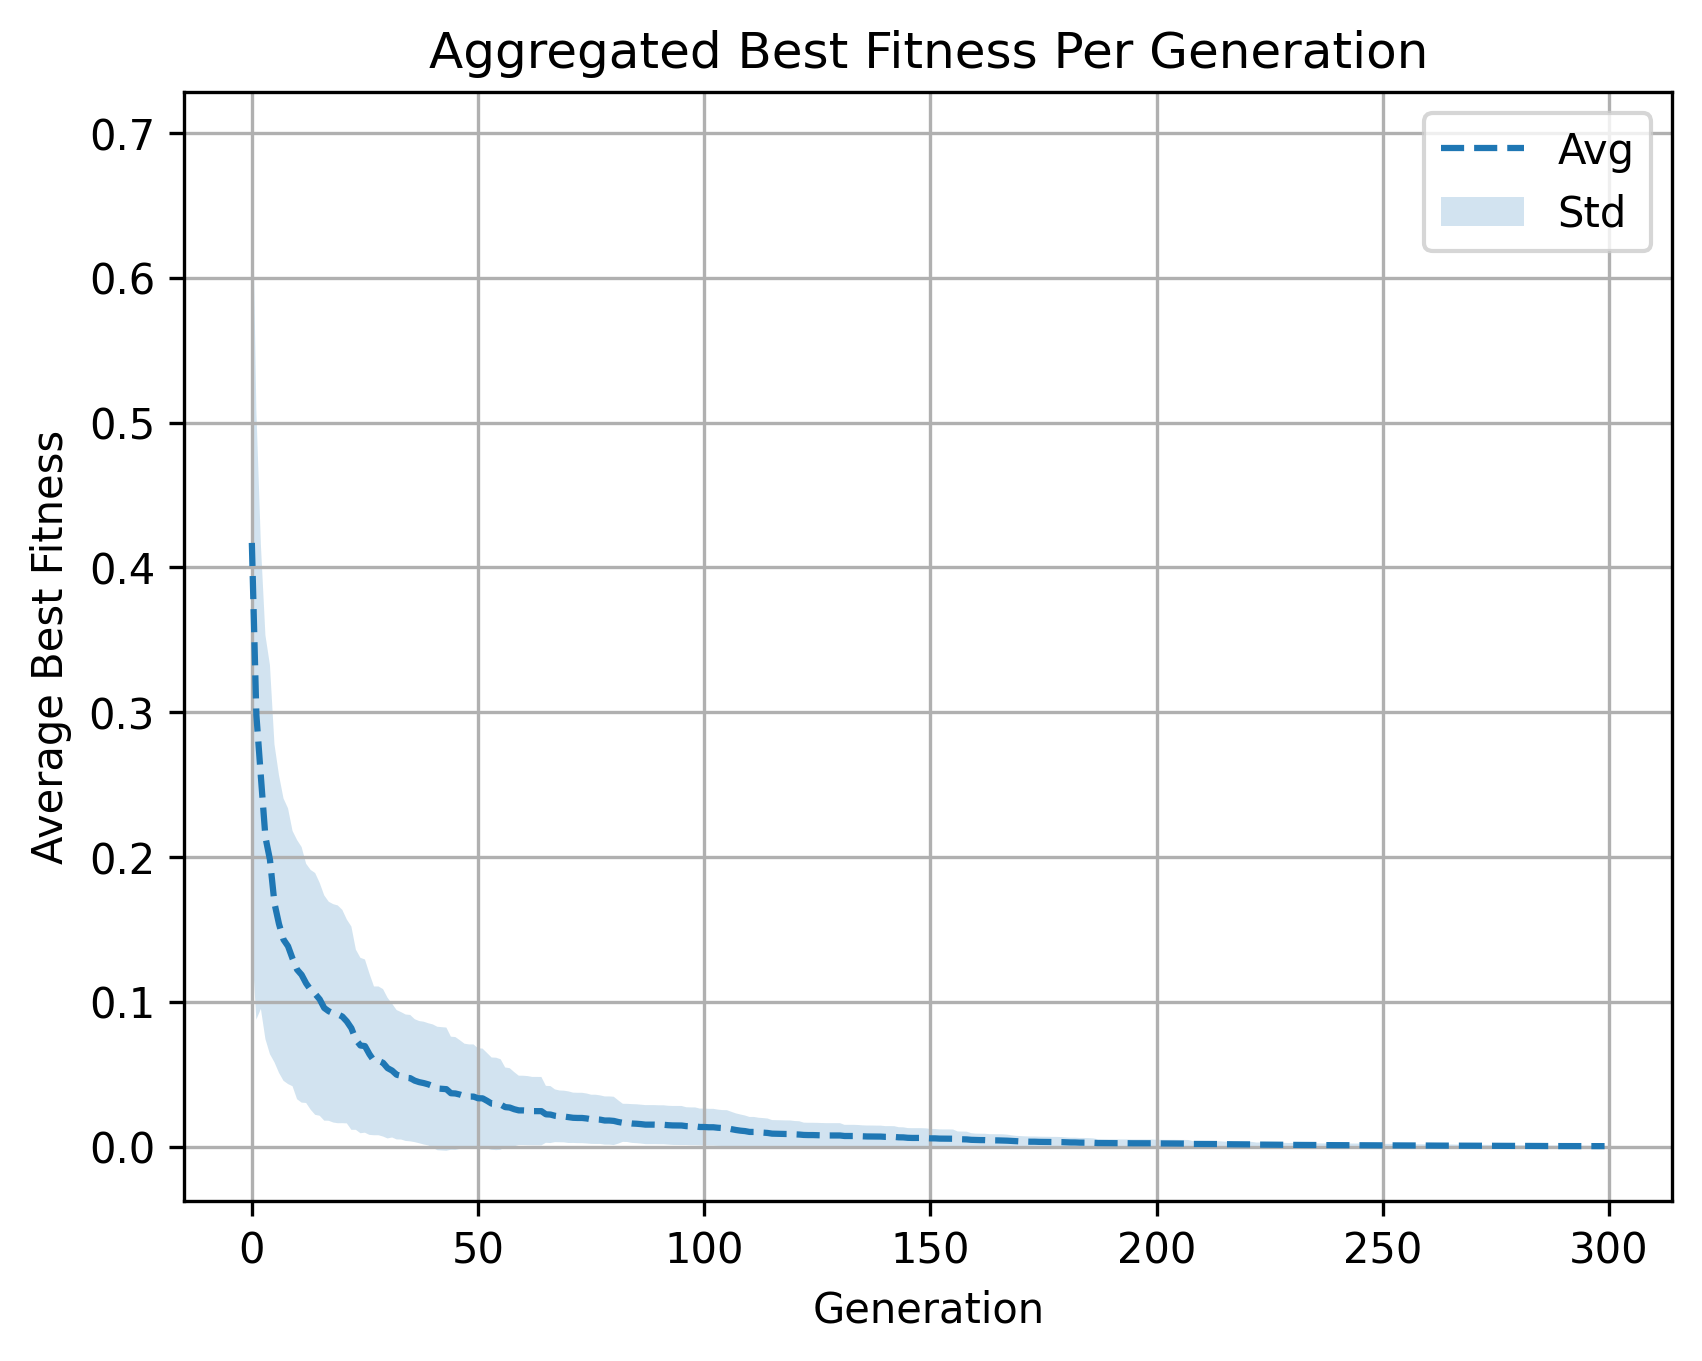 Aggregated Best Fitness Per Generation
Avg
Std
Average Best Fitness
0.7
0.6
0.5
0.4
0.3
0.2
0.1
0.0
0 50 100 150 200 250 300
Generation